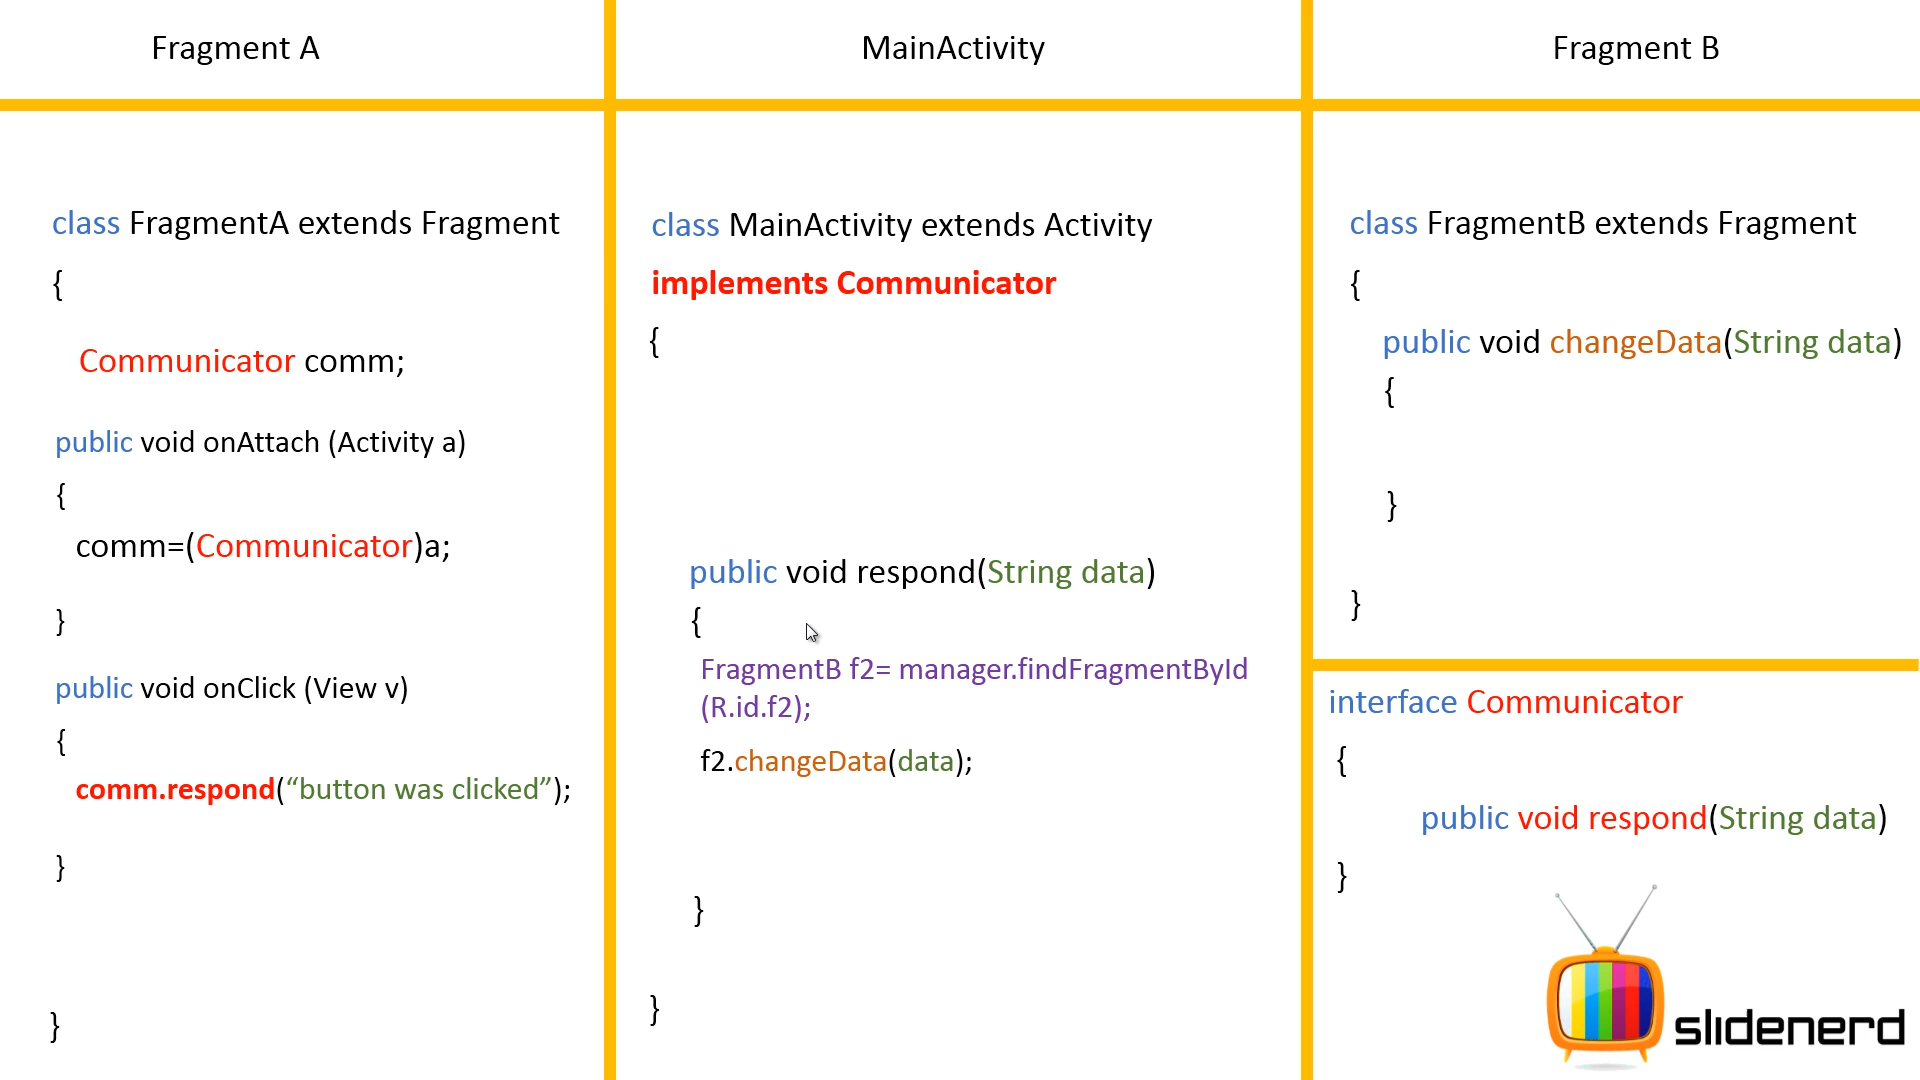 Fragment A
MainActivity
Fragment B
class FragmentA extends Fragment
{
Communicator comm;
public void onAttach (Activity a)
{
comm=(Communicator)a;
}
public void onClick (View v)
{
comm.respond(“button was clicked”);
}
}
class MainActivity extends Activity
implements Communicator
{
public void respond(String data)
{
FragmentB f2= manager.findFragmentById
(R.id.f2);
f2.changeData(data);
}
}
class FragmentB extends Fragment
{
public void changeData(String data)
{
}
}
interface Communicator
{
public void respond(String data)
}
slidenerd